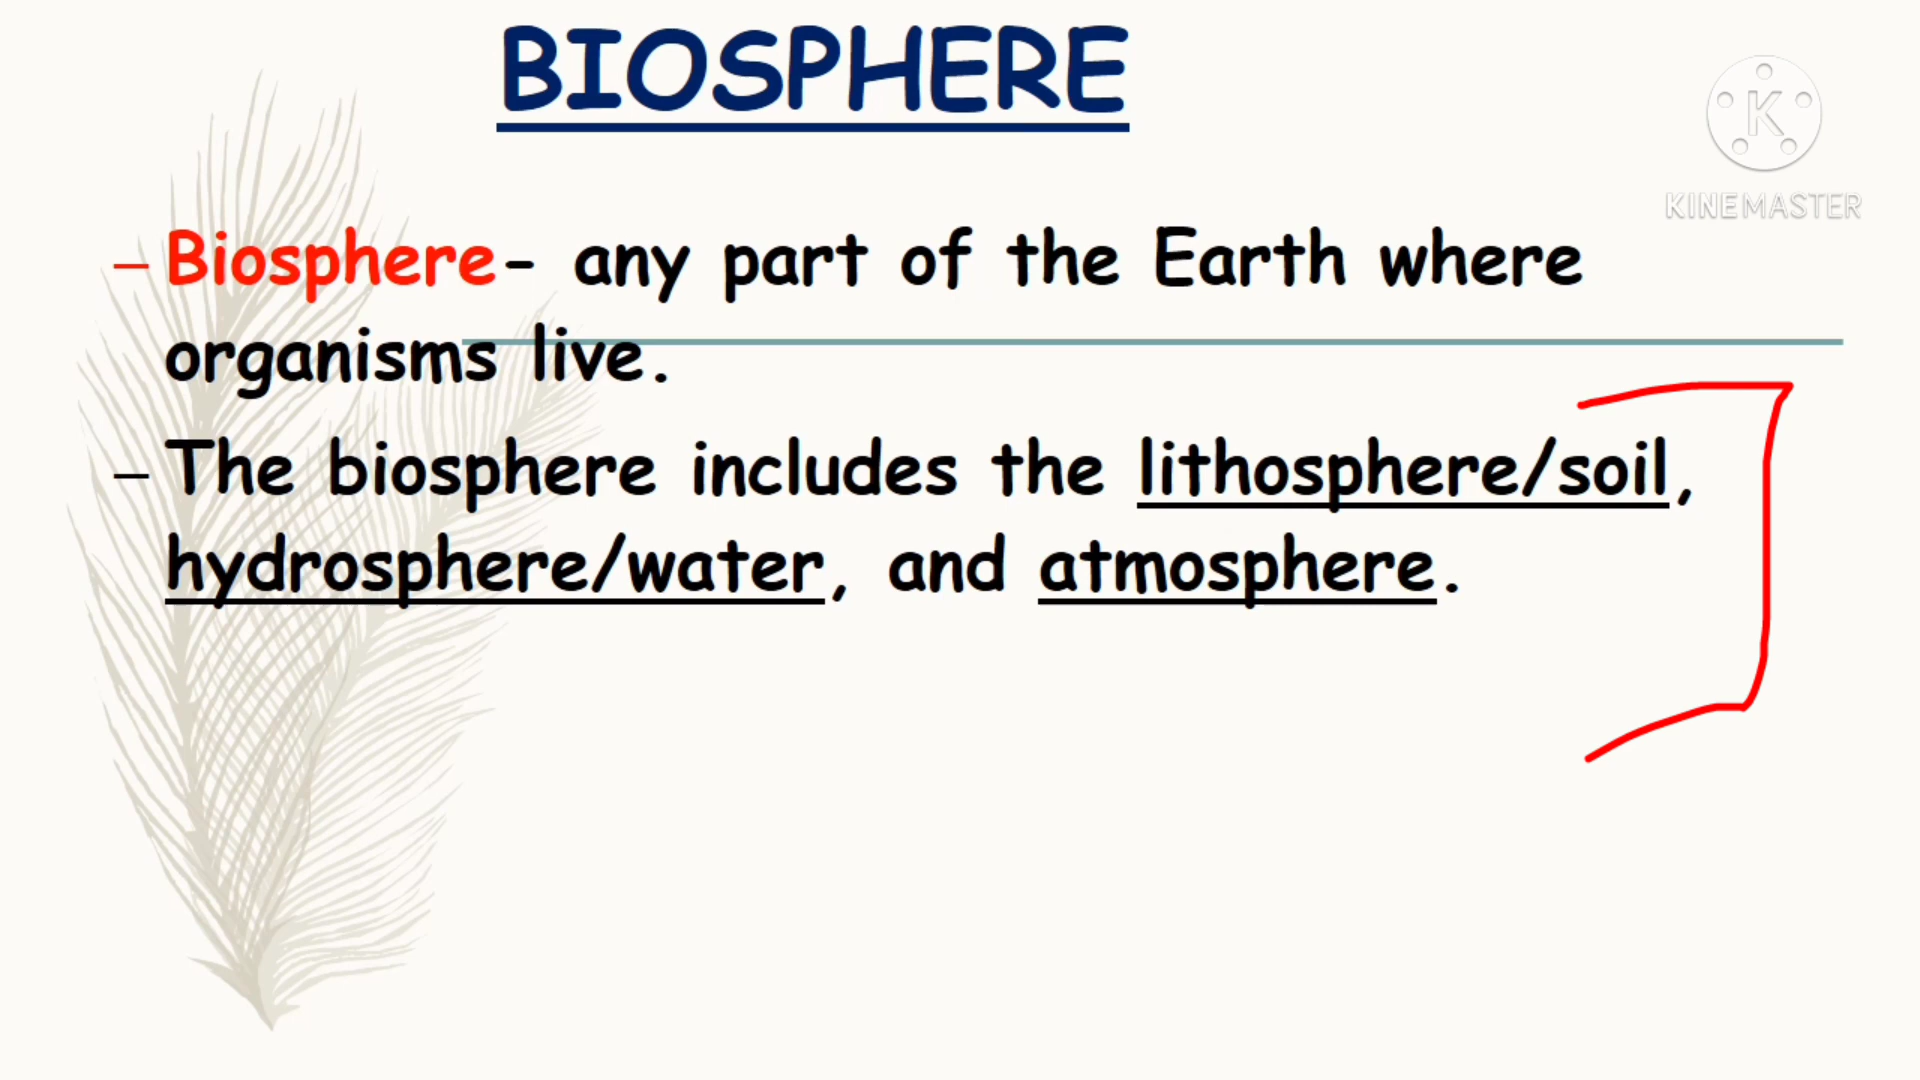 BIOSPHERE
K
KINEMASTER
– Biosphere- any part of the Earth where
organisms live.
– The biosphere includes the lithosphere/soil,
hydrosphere/water, and atmosphere.